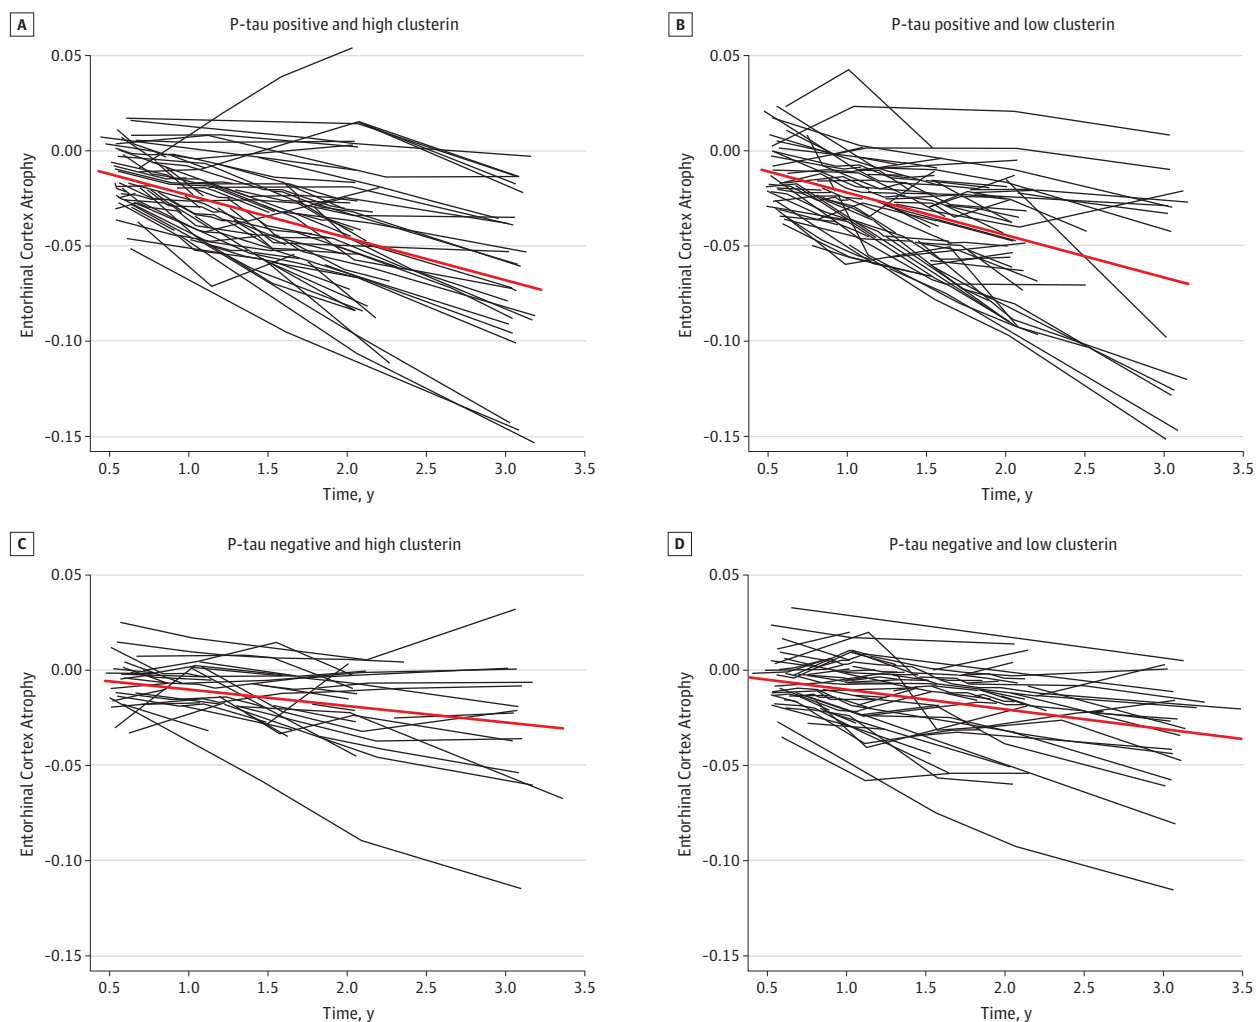 A
P-tau positive and high clusterin
0.05
0.00
-0.05
-0.10
-0.15
Entorhinal Cortex Atrophy
0.5 1.0 1.5 2.0 2.5 3.0 3.5
Time, y
B
P-tau positive and low clusterin
0.05
0.00
-0.05
-0.10
-0.15
Entorhinal Cortex Atrophy
0.5 1.0 1.5 2.0 2.5 3.0 3.5
Time, y
C
P-tau negative and high clusterin
0.05
0.00
-0.05
-0.10
-0.15
Entorhinal Cortex Atrophy
0.5 1.0 1.5 2.0 2.5 3.0 3.5
Time, y
D
P-tau negative and low clusterin
0.05
0.00
-0.05
-0.10
-0.15
Entorhinal Cortex Atrophy
0.5 1.0 1.5 2.0 2.5 3.0 3.5
Time, y